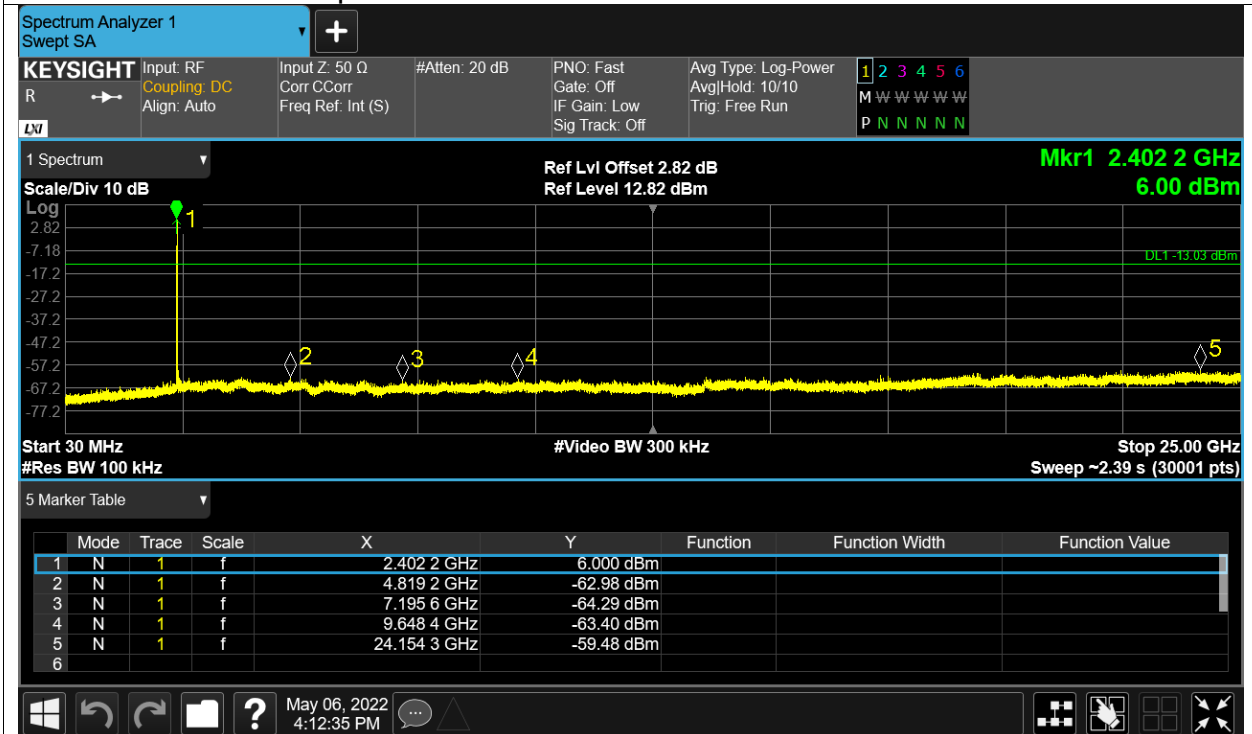 Spectrum Analyzer 1
Swept SA
+
KEYSIGHT Input: RF Input Z: 50 Ω #Atten: 20 dB PNO: Fast Avg Type: Log-Power 1 2 3 4 5 6
R Coupling: DC Corr CCorr Gate: Off Avg|Hold: 10/10 M W W W W W W
Align: Auto Freq Ref: Int (S) IF Gain: Low Trig: Free Run
LXI Sig Track: Off P N N N N N N
1 Spectrum Ref Lvl Offset 2.82 dB Mkr1 2.402 2 GHz
Scale/Div 10 dB Ref Level 12.82 dBm 6.00 dBm
Log
1
2.82
-7.18
DL1 -13.03 dBm
-17.2
-27.2
-37.2
-47.2
2 3 4 5
-57.2
-67.2
-77.2
Start 30 MHz #Video BW 300 kHz Stop 25.00 GHz
#Res BW 100 kHz Sweep ~2.39 s (30001 pts)
5 Marker Table
Mode Trace Scale X Y Function Function Width Function Value
1 N 1 f 2.402 2 GHz 6.000 dBm
2 N 1 f 4.819 2 GHz -62.98 dBm
3 N 1 f 7.195 6 GHz -64.29 dBm
4 N 1 f 9.648 4 GHz -63.40 dBm
5 N 1 f 24.154 3 GHz -59.48 dBm
6
? May 06, 2022
4:12:35 PM